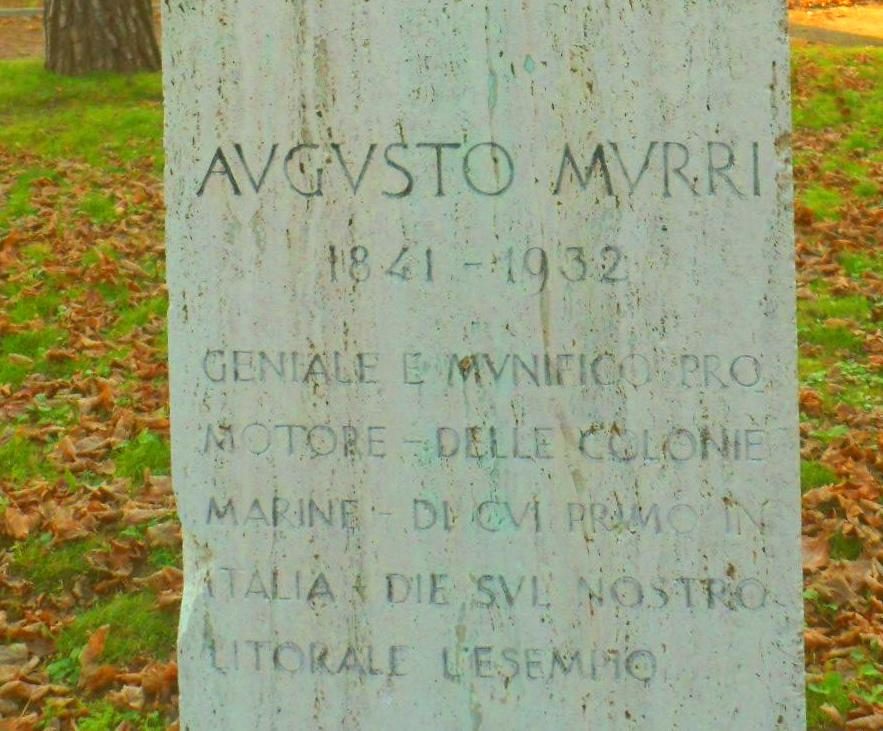 AVGVSTO MVRRI
1841 - 1932
GENIALE E MVNIFICO PRO
MOTORE - DELLE COLONIE
MARINE - DI CVI PRIMO IN
ITALIA - DIE SVL NOSTRO
LITORALE L'ESEMPIO